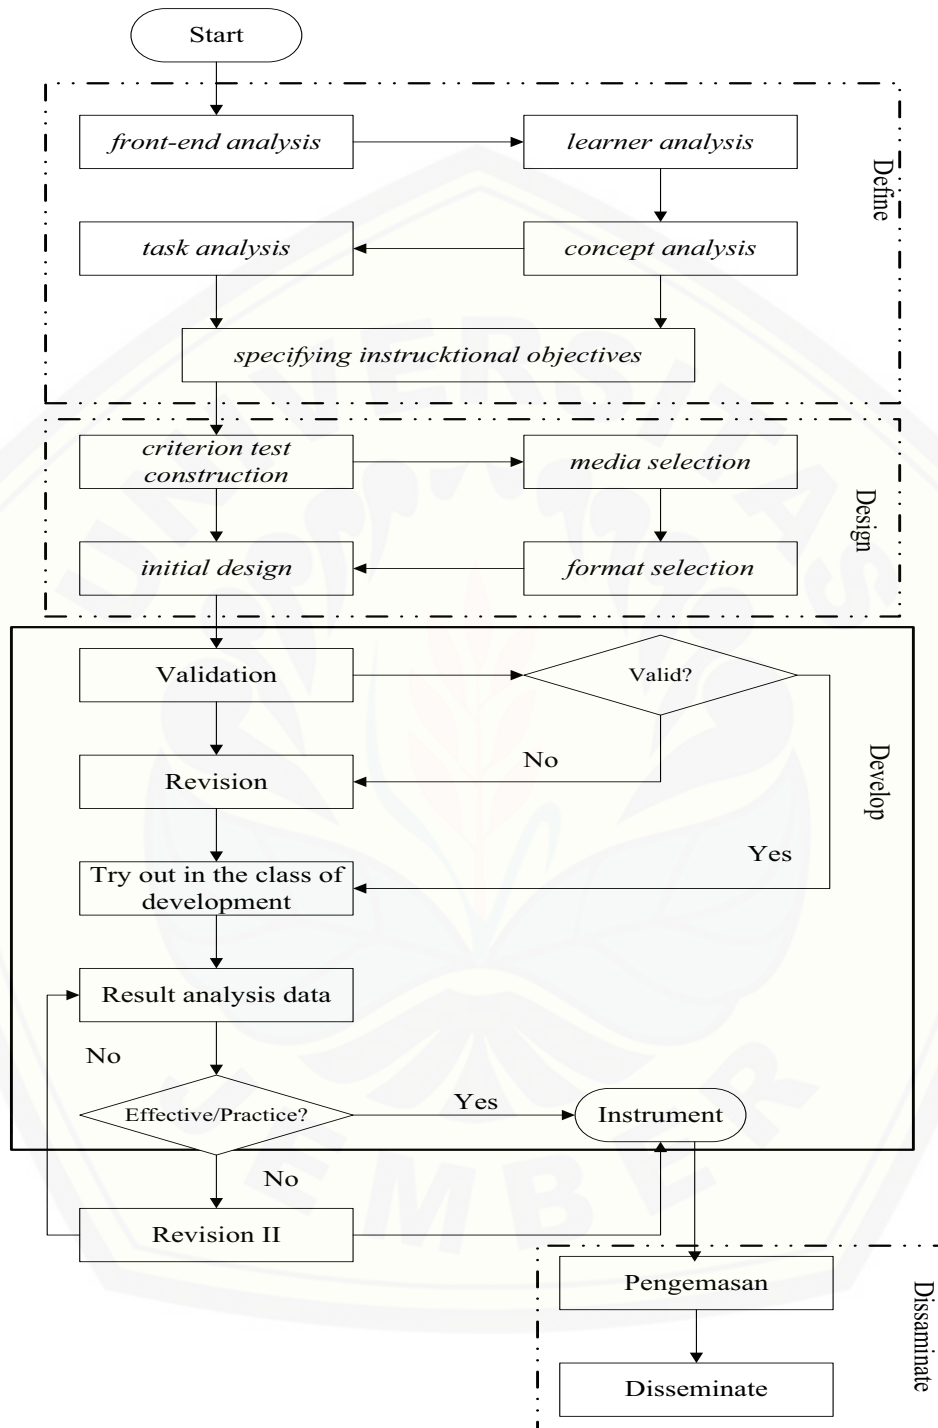 Start
front-end analysis
learner analysis
Define
task analysis
concept analysis
specifying instrucktional objectives
criterion test
construction
media selection
Design
initial design
format selection
Validation
Valid?
No
Revision
Develop
Yes
Try out in the class of
development
Result analysis data
No
Effective/Practice?
Yes
Instrument
No
Revision II
Pengemasan
Dissaminate
Disseminate
UNIVERSITAS
JEMBER